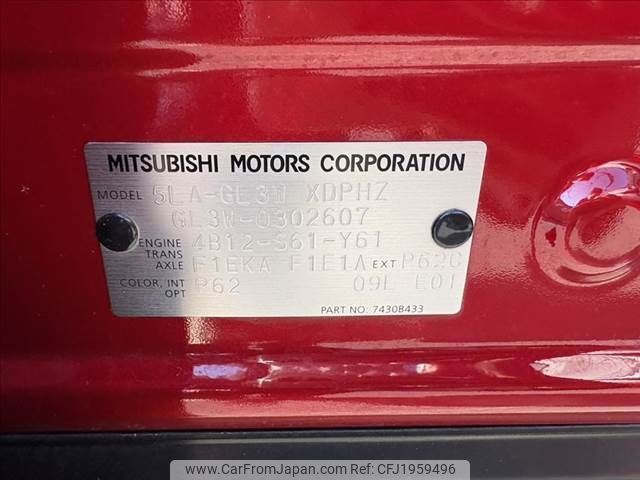 MITSUBISHI MOTORS CORPORATION
MODEL 5LA-GL3W XDPHZ
GL3W-0302607
ENGINE 4B12-S61-Y61
TRANS
AXLE F1EKA F1E1A EXT P62C
COLOR, INT P62 09L E01
OPT
PART NO: 7430B433
www.CarFromJapan.com | ID: CFJ1959496